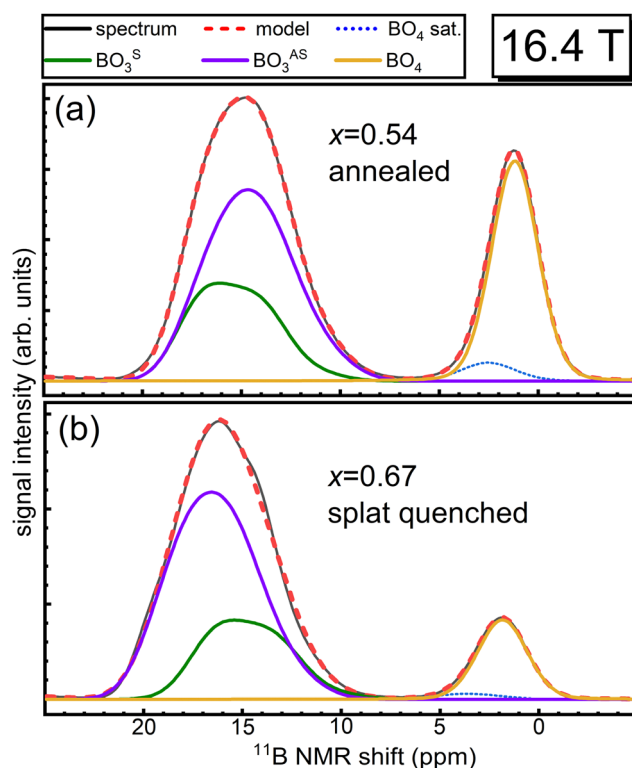 spectrum model BO₄ sat. 16.4 T
BO₃ˢ BO₃ᴬˢ BO₄
(a)
x=0.54
annealed
signal intensity (arb. units)
(b)
x=0.67
splat quenched
20 15 10 5 0
¹¹B NMR shift (ppm)